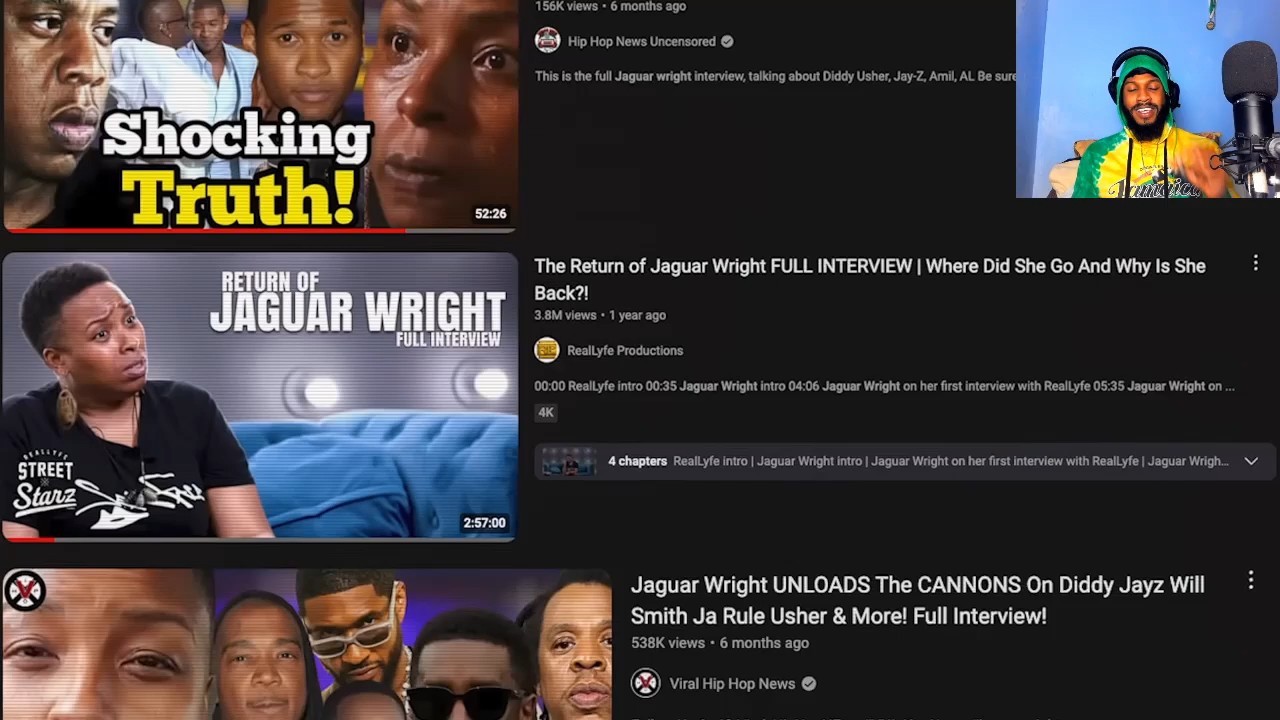 156K views • 6 months ago
Hip Hop News Uncensored
This is the full Jaguar wright interview, talking about Diddy Usher, Jay-Z, Amil, AL Be sure
Shocking
Truth!
52:26
Jamaica
RETURN OF
JAGUAR WRIGHT
FULL INTERVIEW
REALLYFE
STREET
Starz
2:57:00
The Return of Jaguar Wright FULL INTERVIEW | Where Did She Go And Why Is She
Back?!
3.8M views • 1 year ago
RealLyfe Productions
00:00 RealLyfe intro 00:35 Jaguar Wright intro 04:06 Jaguar Wright on her first interview with RealLyfe 05:35 Jaguar Wright on ...
4K
4 chapters RealLyfe intro | Jaguar Wright intro | Jaguar Wright on her first interview with RealLyfe | Jaguar Wrigh...
Jaguar Wright UNLOADS The CANNONS On Diddy Jayz Will
Smith Ja Rule Usher & More! Full Interview!
538K views • 6 months ago
Viral Hip Hop News